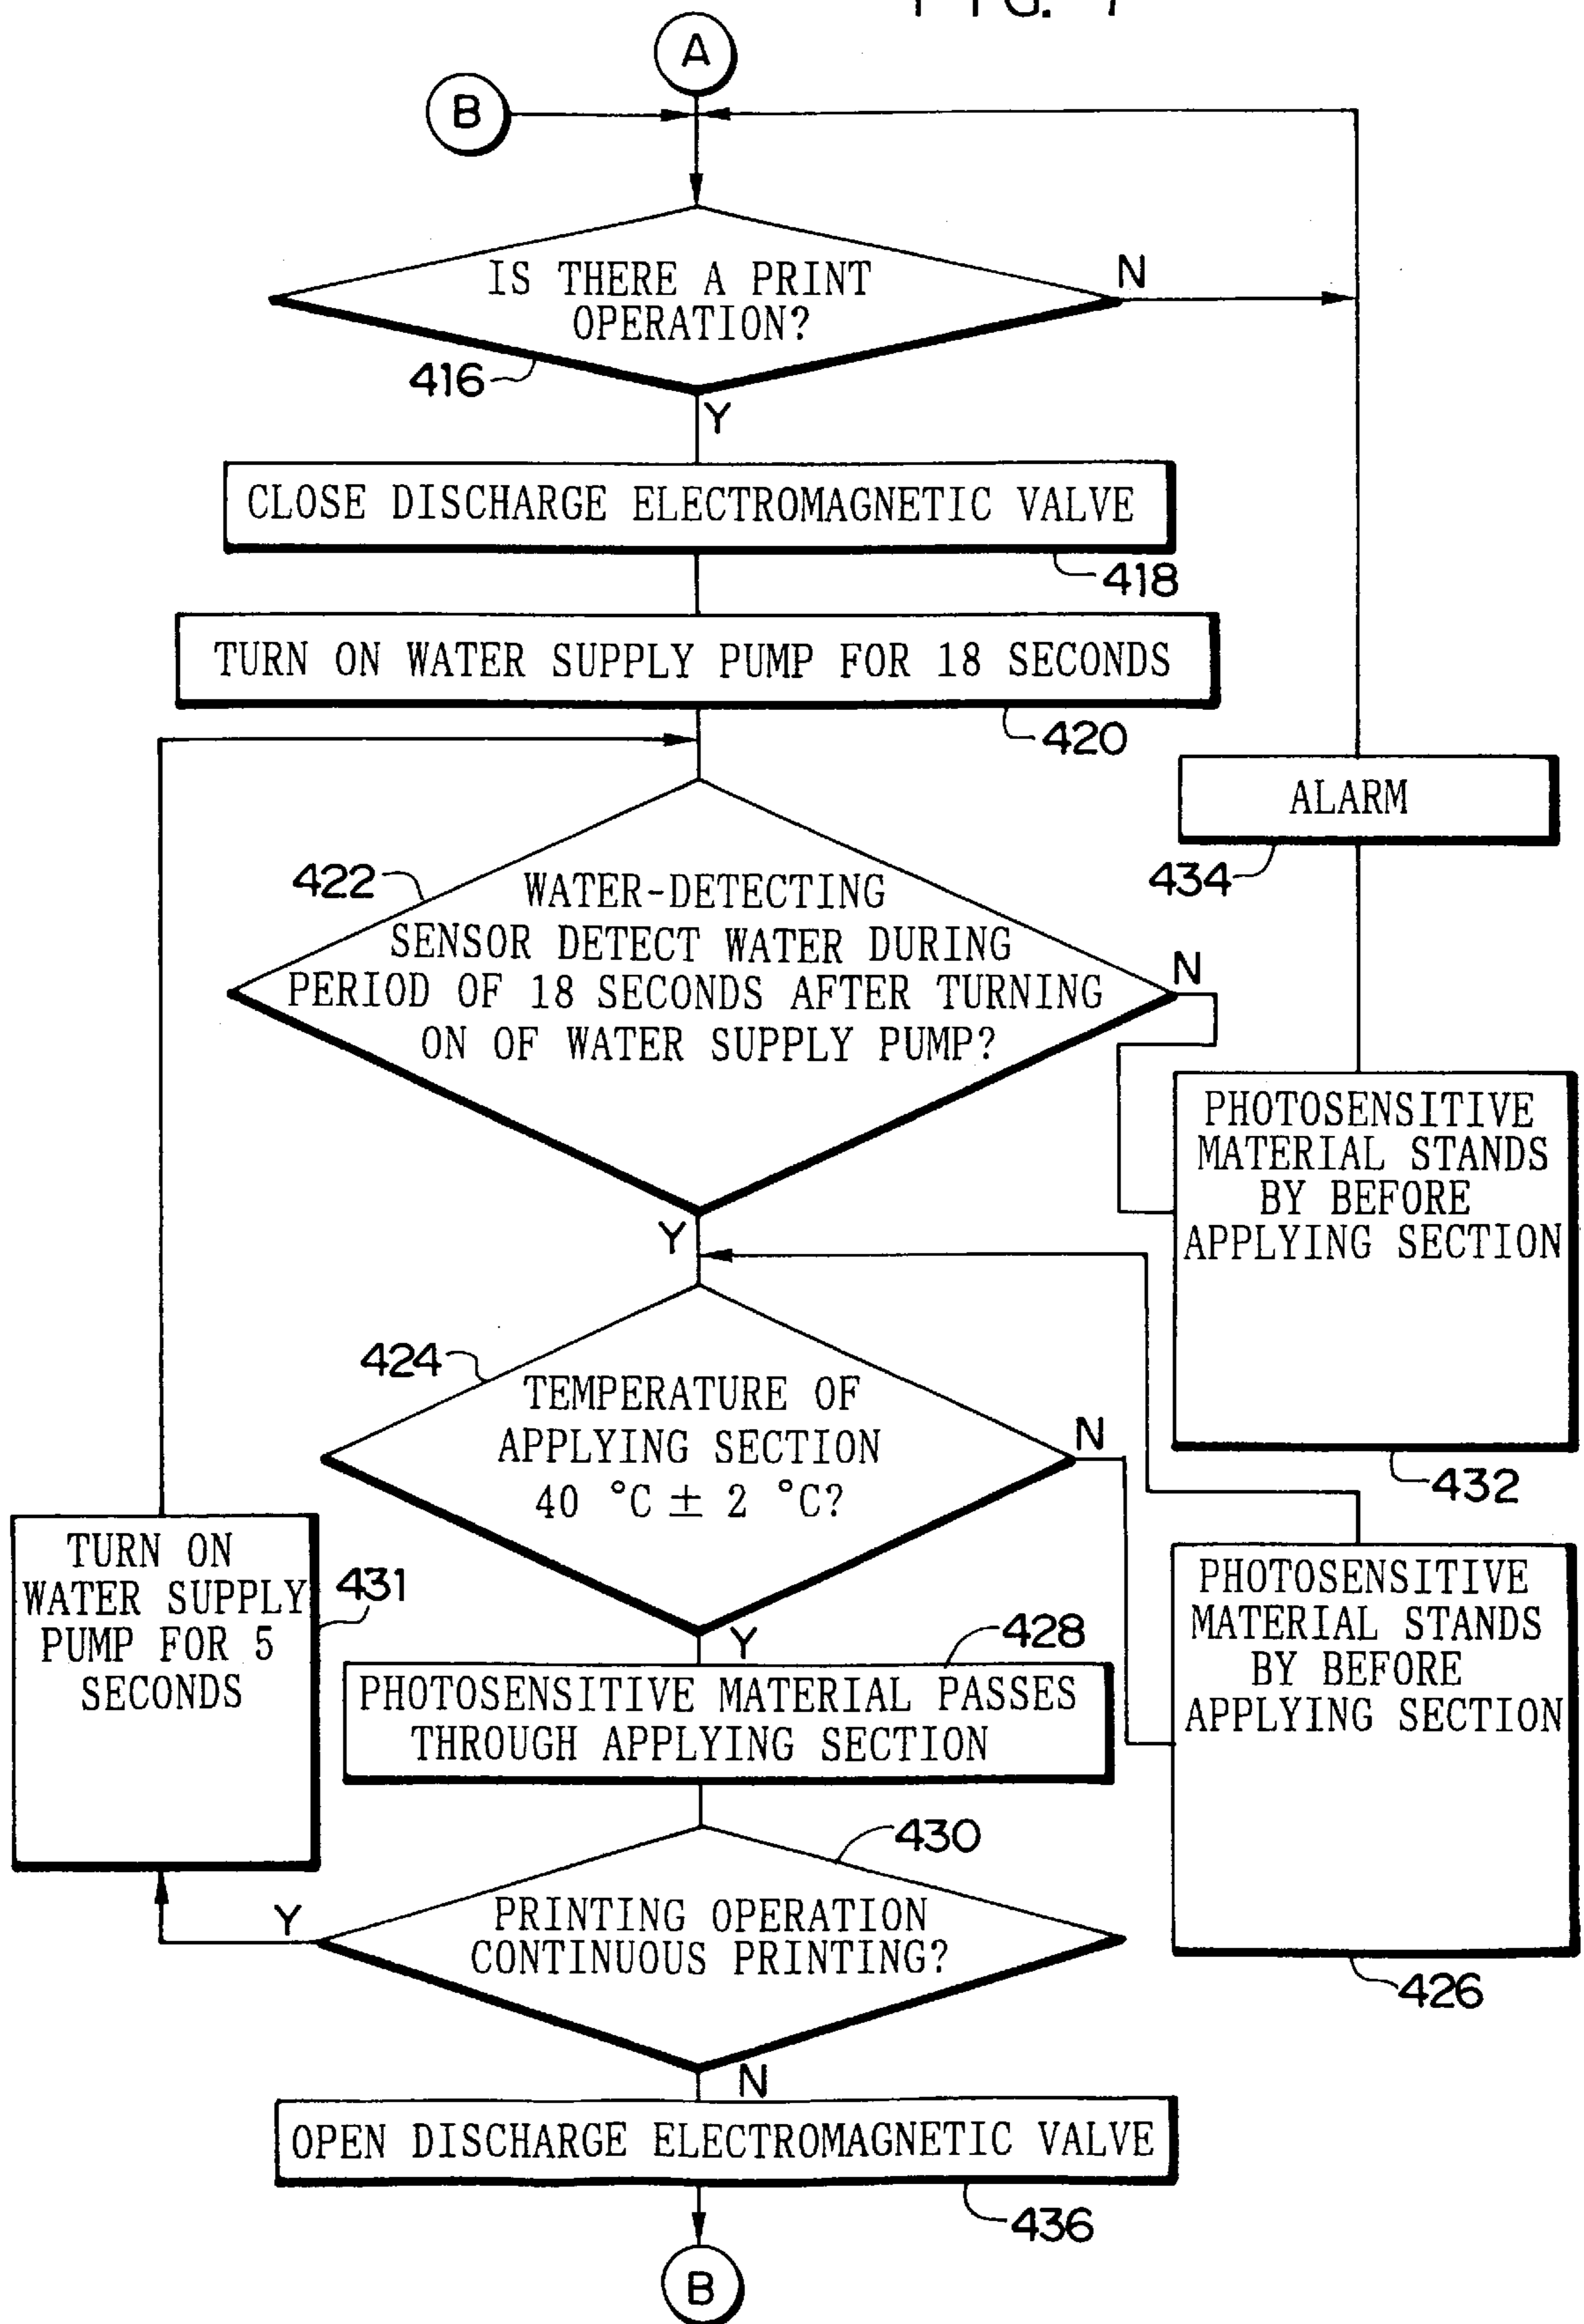 A
B
IS THERE A PRINT
OPERATION?
N
416
Y
CLOSE DISCHARGE ELECTROMAGNETIC VALVE
418
TURN ON WATER SUPPLY PUMP FOR 18 SECONDS
420
ALARM
434
422
WATER-DETECTING
SENSOR DETECT WATER DURING
PERIOD OF 18 SECONDS AFTER TURNING
ON OF WATER SUPPLY PUMP?
N
Y
PHOTOSENSITIVE
MATERIAL STANDS
BY BEFORE
APPLYING SECTION
432
424
TEMPERATURE OF
APPLYING SECTION
40 °C ± 2 °C?
N
Y
TURN ON
WATER SUPPLY
PUMP FOR 5
SECONDS
431
428
PHOTOSENSITIVE MATERIAL PASSES
THROUGH APPLYING SECTION
PHOTOSENSITIVE
MATERIAL STANDS
BY BEFORE
APPLYING SECTION
426
430
PRINTING OPERATION
CONTINUOUS PRINTING?
Y
N
OPEN DISCHARGE ELECTROMAGNETIC VALVE
436
B